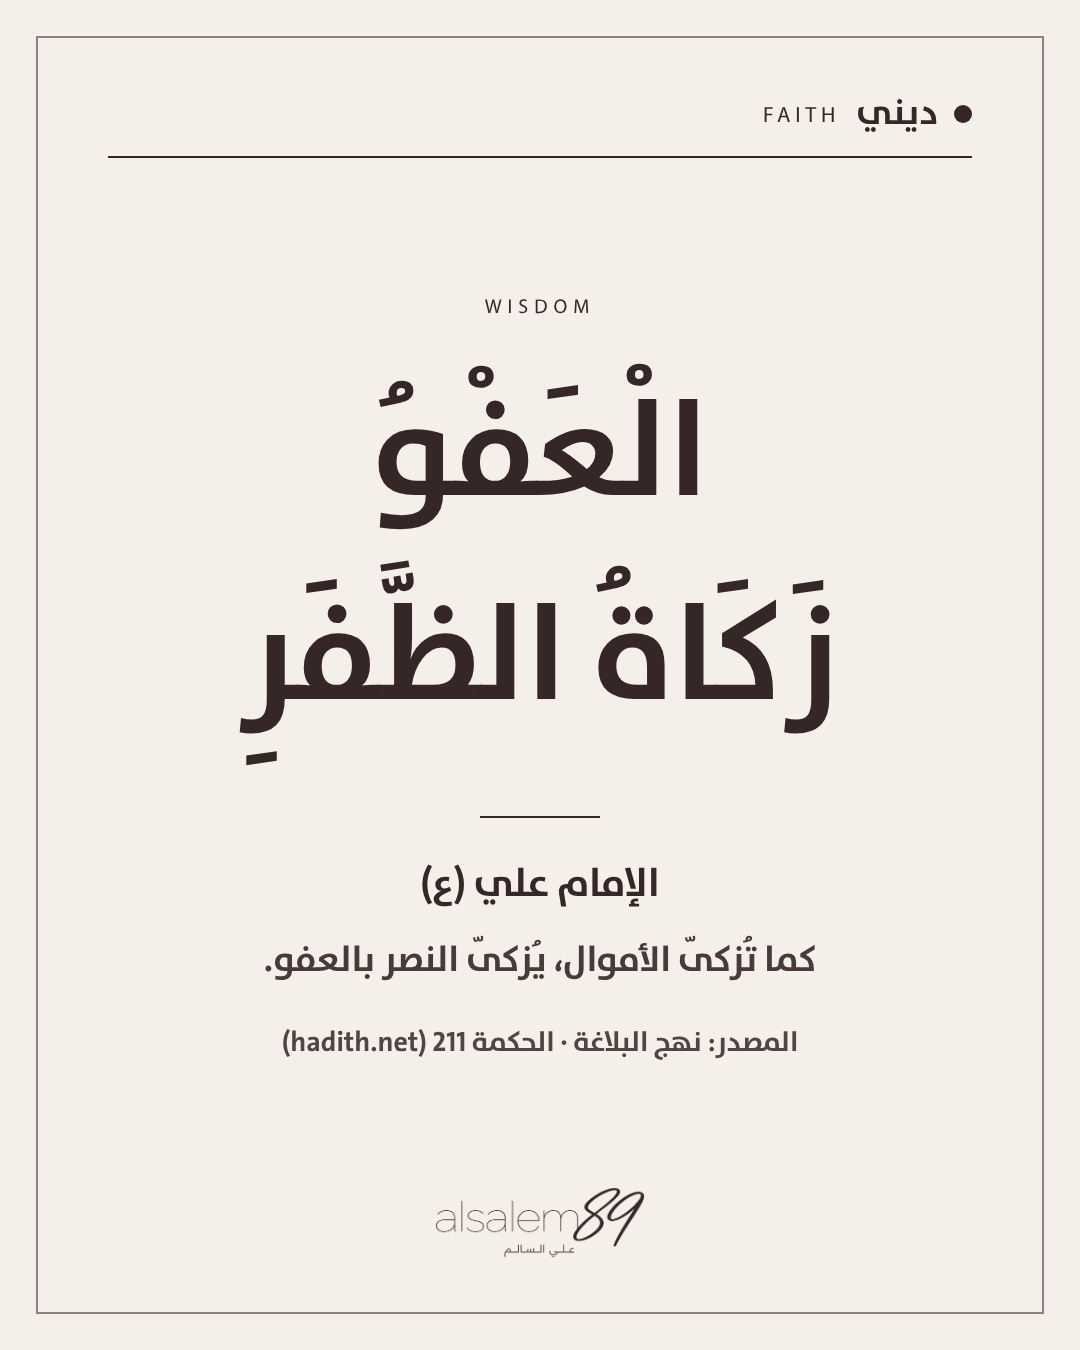 ديني FAITH
WISDOM
الْعَفْوُ
زَكَاةُ الظَّفَرِ
الإمام علي (ع)
كما تُزكىّ الأموال، يُزكىّ النصر بالعفو.
المصدر: نهج البلاغة · الحكمة 211 (hadith.net)
alsalem89
علي السالم